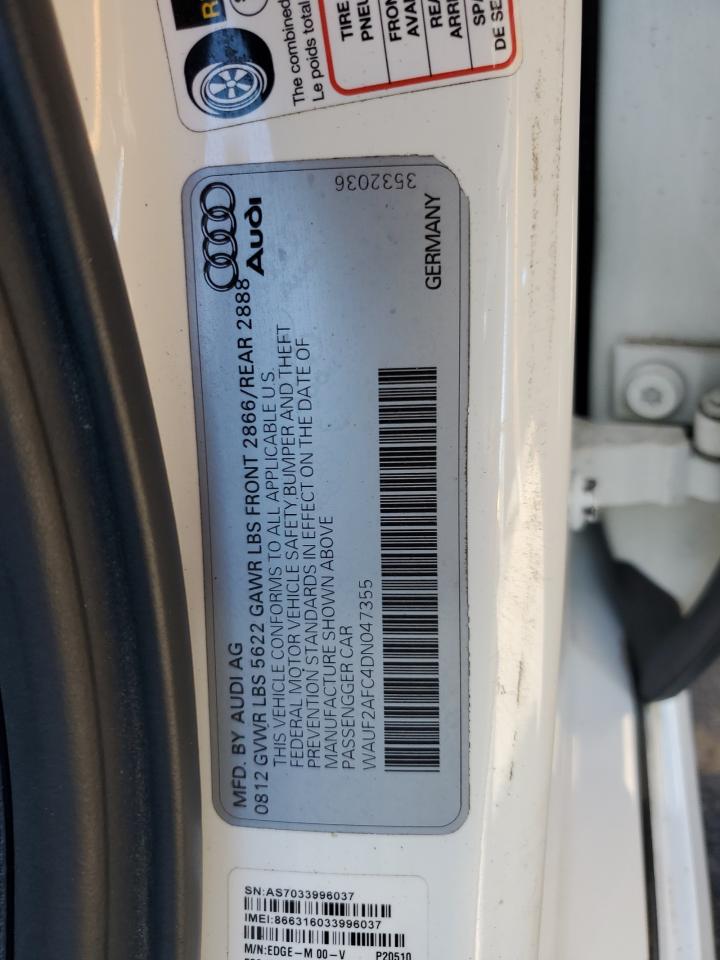 The combined
Le poids total
TIRE
PNEU
FRON
AVA
REA
ARRI
SPA
DE SE
3532036
Audi
GERMANY
MFD. BY AUDI AG
0812 GVWR LBS 5622 GAWR LBS FRONT 2866/REAR 2888
THIS VEHICLE CONFORMS TO ALL APPLICABLE U.S.
FEDERAL MOTOR VEHICLE SAFETY, BUMPER AND THEFT
PREVENTION STANDARDS IN EFFECT ON THE DATE OF
MANUFACTURE SHOWN ABOVE
PASSENGGER CAR
WAUF2AFC4DN047355
SN:AS7033996037
IMEI:866316033996037
M/N:EDGE-M 00-V P20510